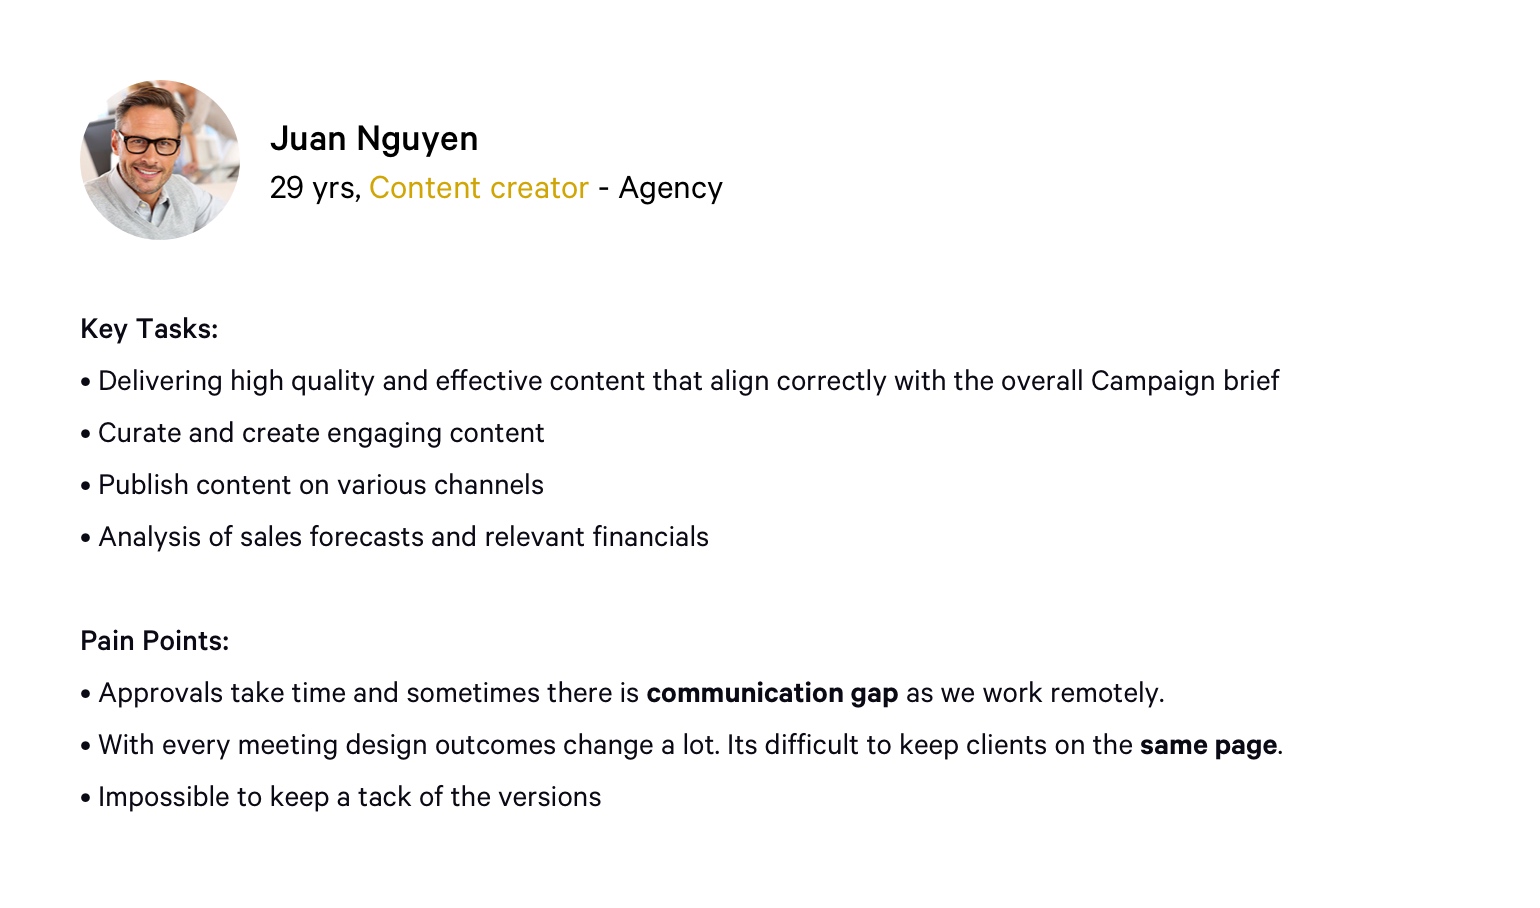 Juan Nguyen
29 yrs, Content creator - Agency
Key Tasks:
• Delivering high quality and effective content that align correctly with the overall Campaign brief
• Curate and create engaging content
• Publish content on various channels
• Analysis of sales forecasts and relevant financials
Pain Points:
• Approvals take time and sometimes there is communication gap as we work remotely.
• With every meeting design outcomes change a lot. Its difficult to keep clients on the same page.
• Impossible to keep a tack of the versions